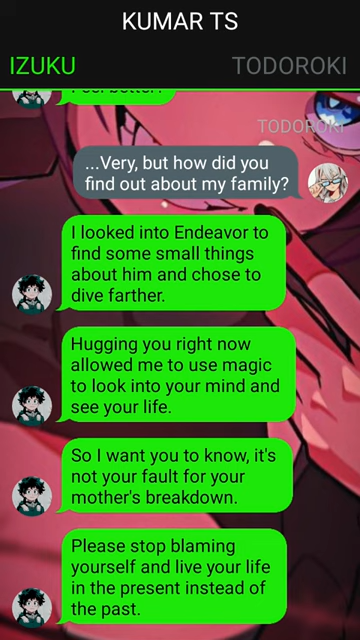 KUMAR TS
IZUKU TODOROKI
Feel better?
TODOROKI
...Very, but how did you
find out about my family?
I looked into Endeavor to
find some small things
about him and chose to
dive farther.
Hugging you right now
allowed me to use magic
to look into your mind and
see your life.
So I want you to know, it's
not your fault for your
mother's breakdown.
Please stop blaming
yourself and live your life
in the present instead of
the past.